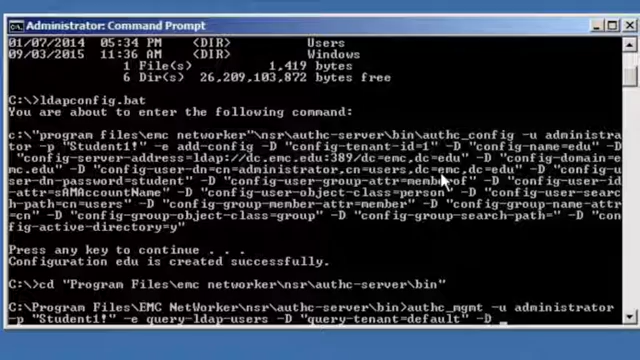 Administrator: Command Prompt
01/07/2014  05:34 PM    <DIR>          Users
09/03/2015  11:36 AM    <DIR>          Windows
1 File(s)          1,419 bytes
6 Dir(s)  26,209,103,872 bytes free
C:\>ldapconfig.bat
You are about to enter the following command:
c:\"program files\emc networker"\nsr\authc-server\bin\authc_config -u administra
tor -p "Student1!" -e add-config -D "config-tenant-id=1" -D "config-name=edu" -D
"config-server-address=ldap://dc.emc.edu:389/dc=emc,dc=edu" -D "config-domain=e
mc.edu" -D "config-user-dn=cn=administrator,cn=users,dc=emc,dc=edu" -D "config-u
ser-dn-password=student" -D "config-user-group-attr=memberof" -D "config-user-id
-attr=sAMAccountName" -D "config-user-object-class=person" -D "config-user-searc
h-path=cn=users" -D "config-group-member-attr=member" -D "config-group-name-attr
=cn" -D "config-group-object-class=group" -D "config-group-search-path=" -D "con
fig-active-directory=y"
Press any key to continue . . .
Configuration edu is created successfully.
C:\>cd "Program Files\emc networker\nsr\authc-server\bin"
C:\Program Files\EMC NetWorker\nsr\authc-server\bin>authc_mgmt -u administrator
-p "Student1!" -e query-ldap-users -D "query-tenant=default" -D